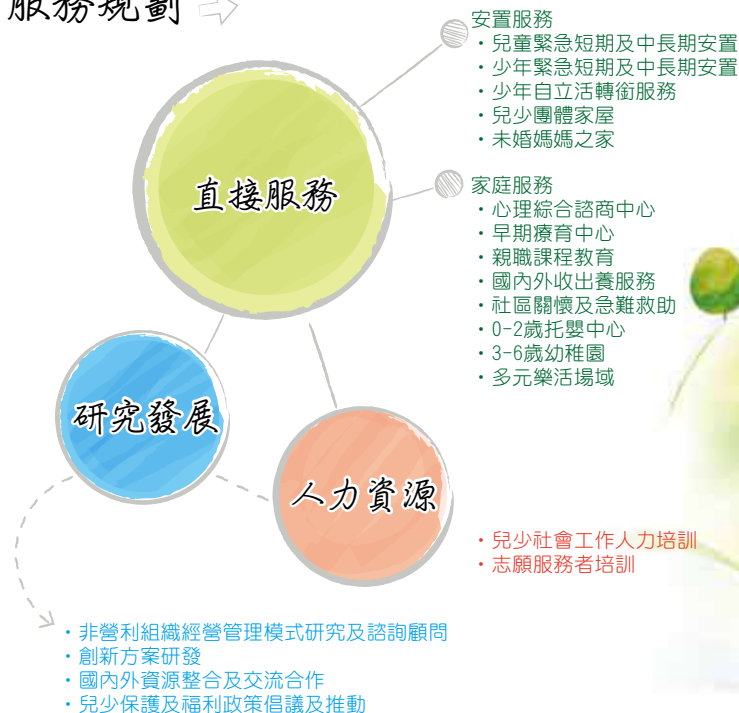 服務規劃
安置服務
・兒童緊急短期及中長期安置
・少年緊急短期及中長期安置
・少年自立活轉銜服務
・兒少團體家屋
・未婚媽媽之家
直接服務
家庭服務
・心理綜合諮商中心
・早期療育中心
・親職課程教育
・國內外收出養服務
・社區關懷及急難救助
・0-2歲托嬰中心
・3-6歲幼稚園
・多元樂活場域
研究發展
人力資源
・兒少社會工作人力培訓
・志願服務者培訓
・非營利組織經營管理模式研究及諮詢顧問
・創新方案研發
・國內外資源整合及交流合作
・兒少保護及福利政策倡議及推動